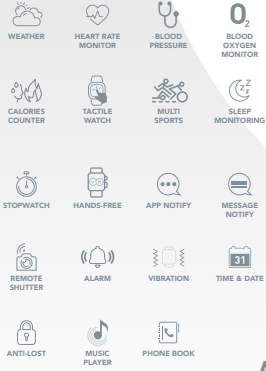 O2
WEATHER
HEART RATE
MONITOR
BLOOD
PRESSURE
BLOOD
OXYGEN
MONITOR
CALORIES
COUNTER
TACTILE
WATCH
MULTI
SPORTS
SLEEP
MONITORING
STOPWATCH
HANDS-FREE
APP NOTIFY
MESSAGE
NOTIFY
REMOTE
SHUTTER
ALARM
VIBRATION
31
TIME & DATE
ANTI-LOST
MUSIC
PLAYER
PHONE BOOK